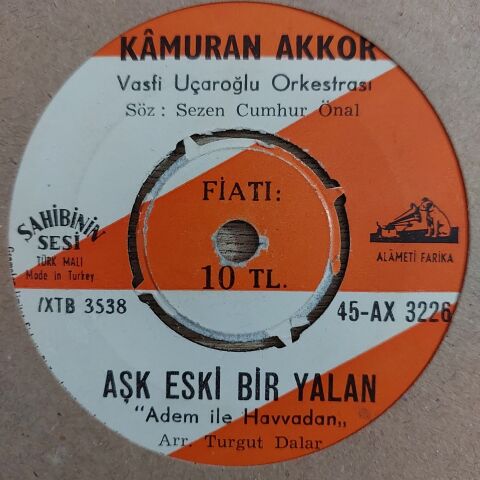 KÂMURAN AKKOR
Vasfi Uçaroğlu Orkestrası
Söz : Sezen Cumhur Önal
FİATI:
10 TL.
SAHİBİNİN
SESİ
TÜRK MALI
Made in Turkey
ALÂMETİ FARİKA
7XTB 3538
45-AX 3226
AŞK ESKİ BİR YALAN
"Adem ile Havvadan„
Arr. Turgut Dalar